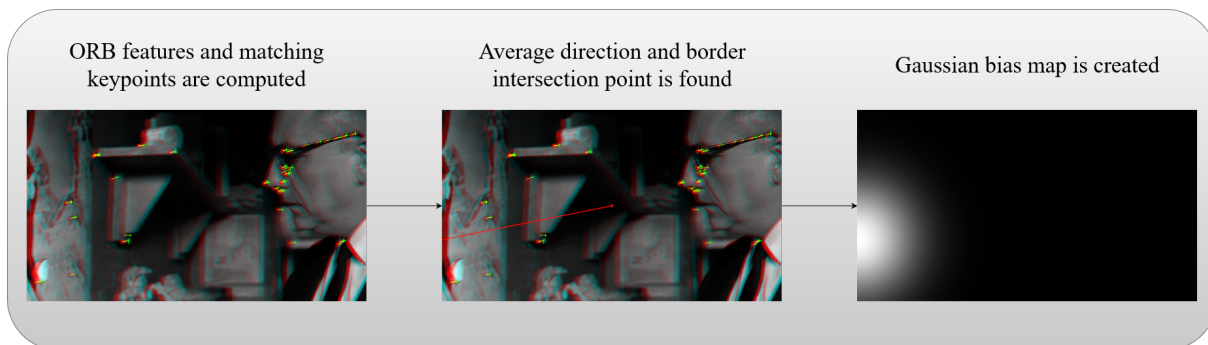 ORB features and matching
keypoints are computed
Average direction and border
intersection point is found
Gaussian bias map is created